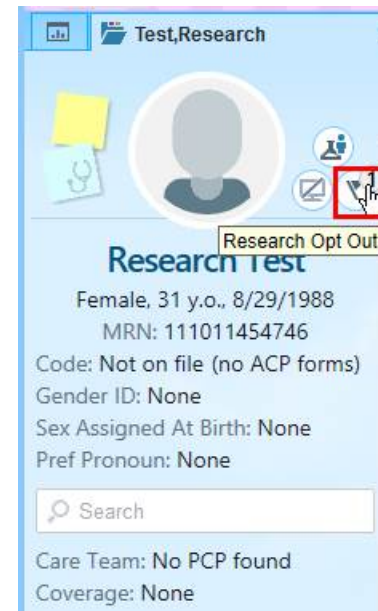 Test,Research
1
Research Opt Out
Research Test
Female, 31 y.o., 8/29/1988
MRN: 111011454746
Code: Not on file (no ACP forms)
Gender ID: None
Sex Assigned At Birth: None
Pref Pronoun: None
Search
Care Team: No PCP found
Coverage: None